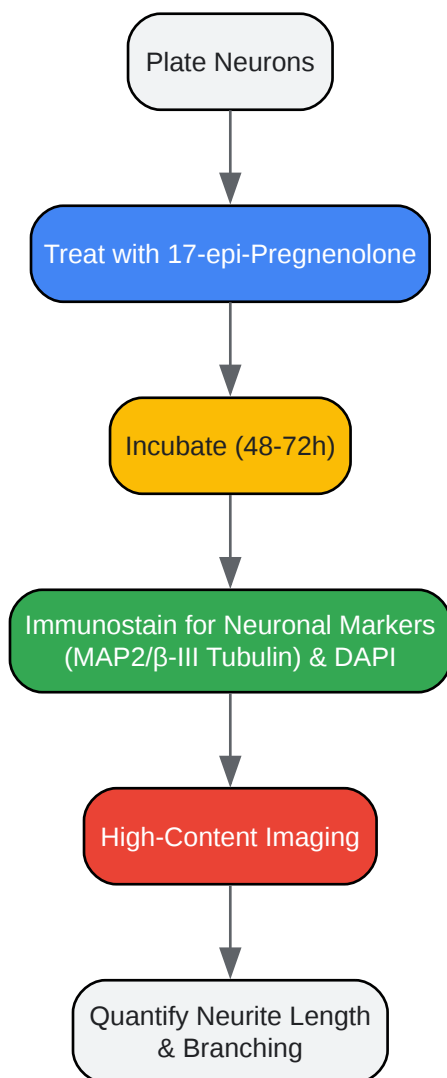 Plate Neurons
Treat with 17-epi-Pregnenolone
Incubate (48-72h)
Immunostain for Neuronal Markers
(MAP2/β-III Tubulin) & DAPI
High-Content Imaging
Quantify Neurite Length
& Branching